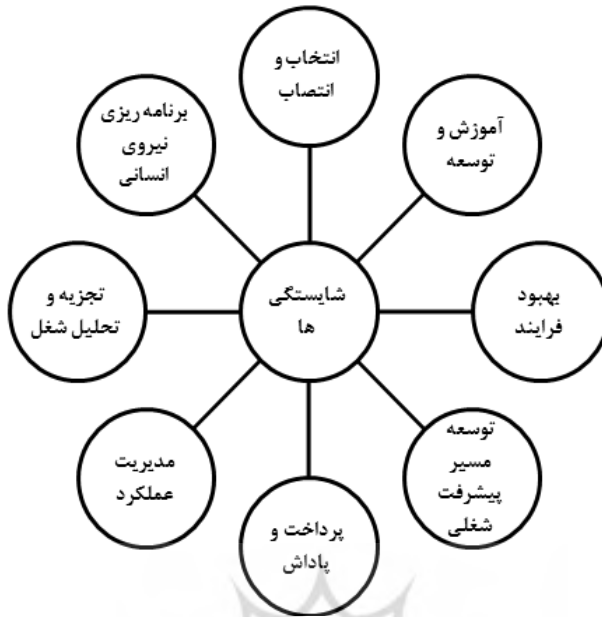 انتخاب و
انتصاب
آموزش و
توسعه
بهبود
فرایند
توسعه
مسیر
پیشرفت
شغلی
پرداخت و
پاداش
مدیریت
عملکرد
تجزیه و
تحلیل شغل
برنامه ریزی
نیروی
انسانی
شایستگی
ها